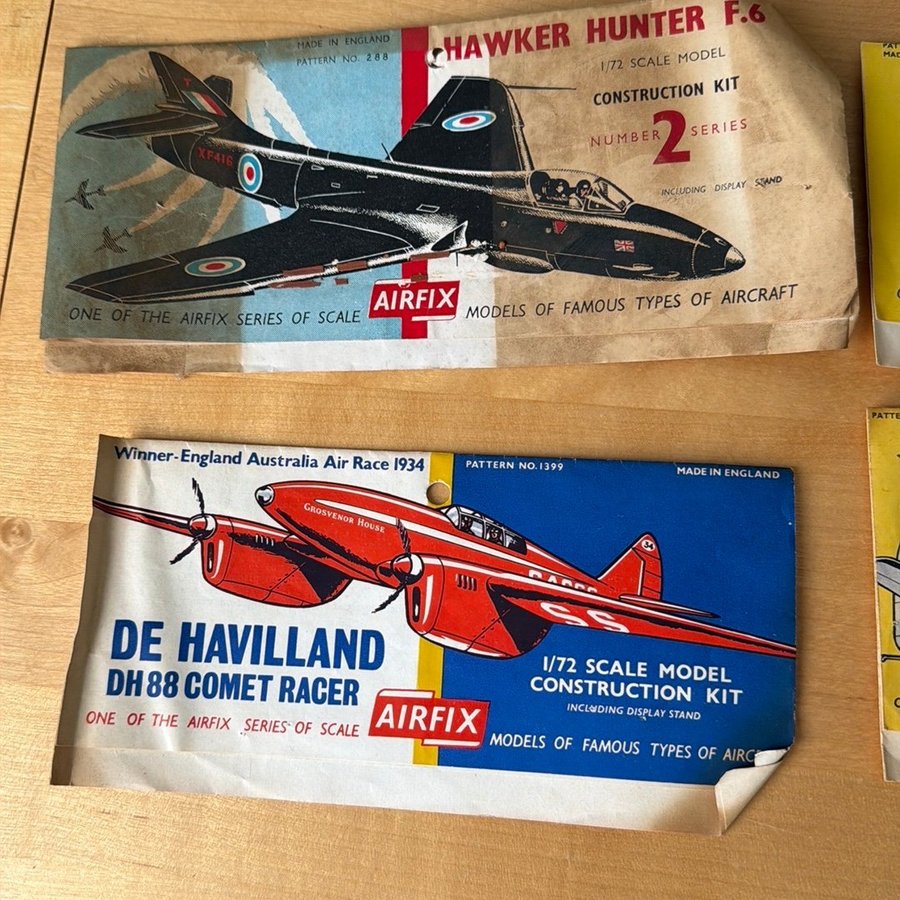 MADE IN ENGLAND
PATTERN NO. 288
HAWKER HUNTER F.6
1/72 SCALE MODEL
CONSTRUCTION KIT
NUMBER 2 SERIES
INCLUDING DISPLAY STAND
XF416
ONE OF THE AIRFIX SERIES OF SCALE
AIRFIX
MODELS OF FAMOUS TYPES OF AIRCRAFT
Winner-England Australia Air Race 1934
PATTERN NO. 1399
MADE IN ENGLAND
GROSVENOR HOUSE
34
SS
DE HAVILLAND
DH 88 COMET RACER
1/72 SCALE MODEL
CONSTRUCTION KIT
INCLUDING DISPLAY STAND
ONE OF THE AIRFIX SERIES OF SCALE
AIRFIX
MODELS OF FAMOUS TYPES OF